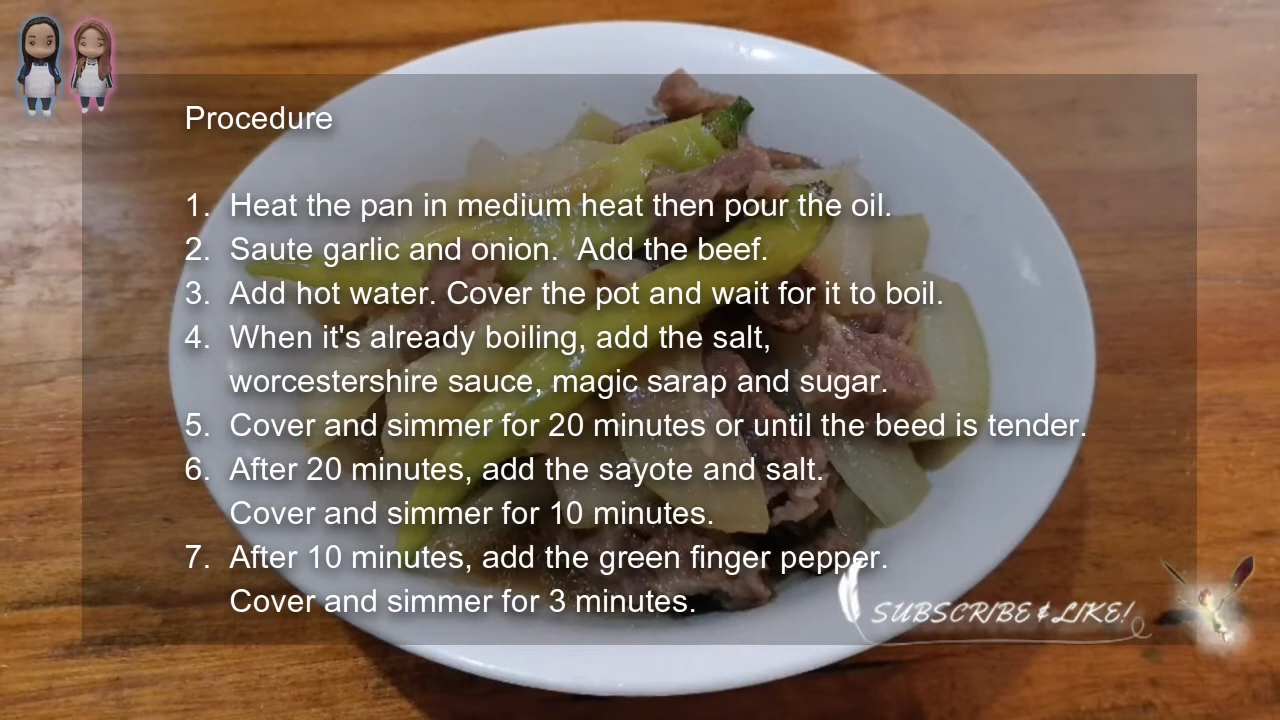 Procedure
1. Heat the pan in medium heat then pour the oil.
2. Saute garlic and onion.  Add the beef.
3. Add hot water. Cover the pot and wait for it to boil.
4. When it's already boiling, add the salt,
worcestershire sauce, magic sarap and sugar.
5. Cover and simmer for 20 minutes or until the beed is tender.
6. After 20 minutes, add the sayote and salt.
Cover and simmer for 10 minutes.
7. After 10 minutes, add the green finger pepper.
Cover and simmer for 3 minutes.
SUBSCRIBE & LIKE!